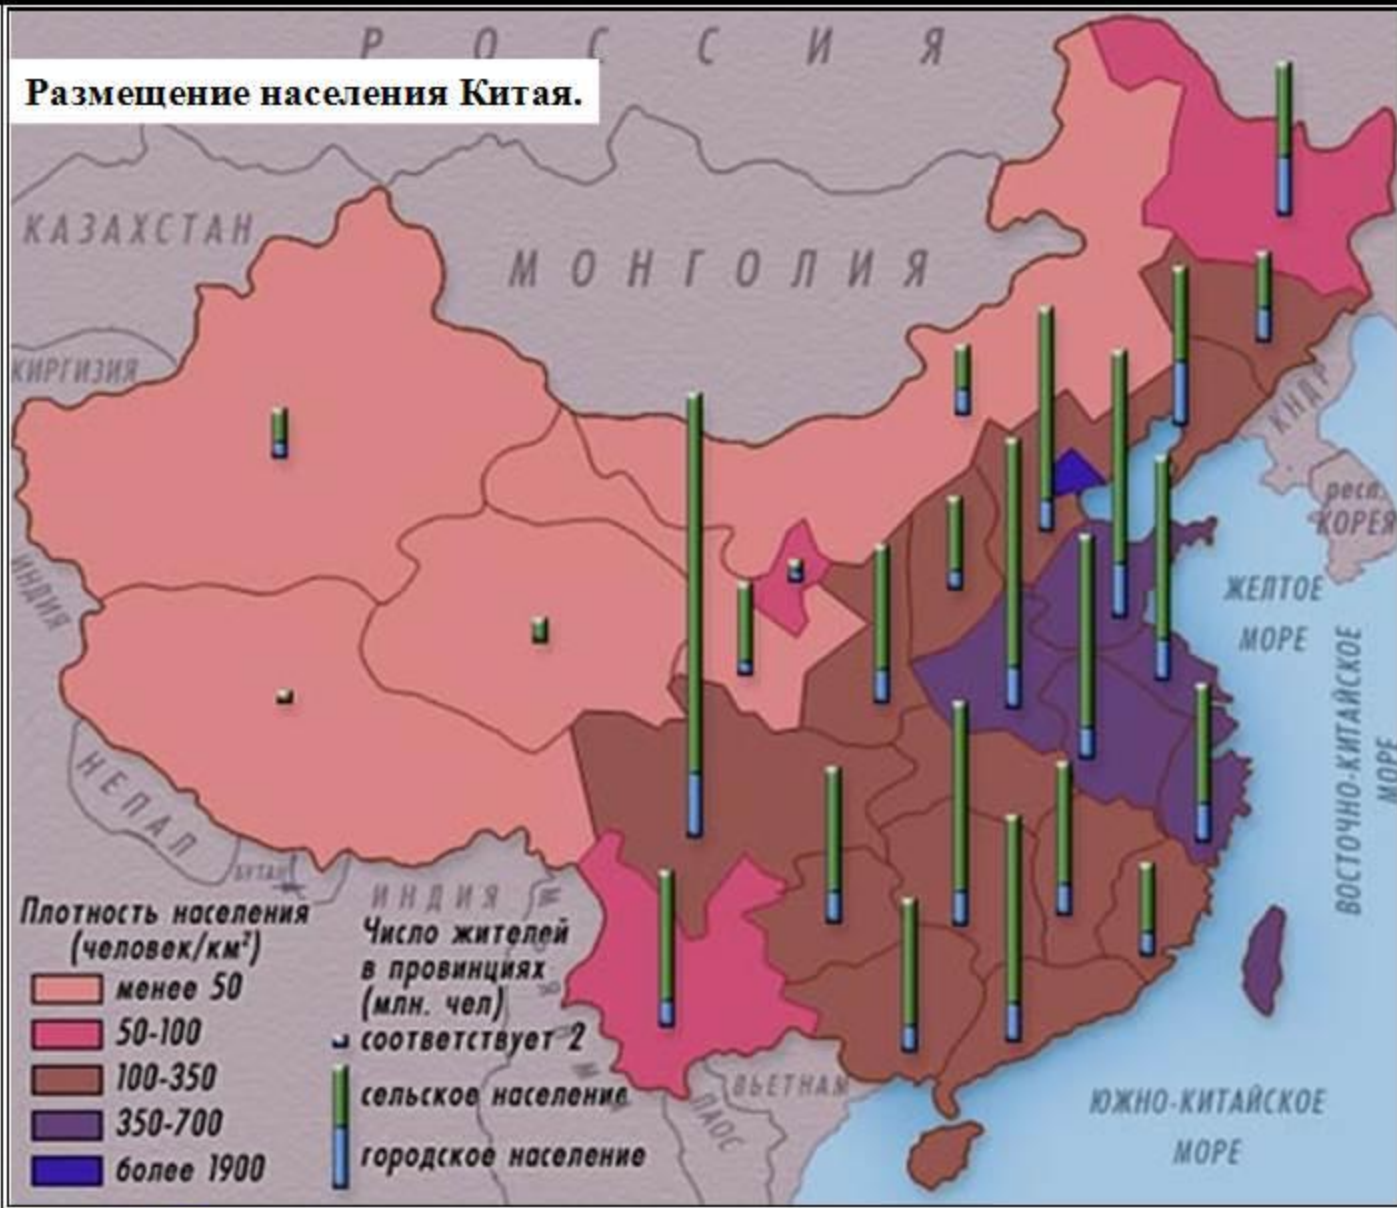 РОССИЯ
Размещение населения Китая.
КАЗАХСТАН
МОНГОЛИЯ
КИРГИЗИЯ
КНДР
респ.
КОРЕЯ
ИНДИЯ
ЖЕЛТОЕ
МОРЕ
ВОСТОЧНО-КИТАЙСКОЕ
МОРЕ
НЕПАЛ
БУТАН
ИНДИЯ
Плотность населения
(человек/км²)
менее 50
50-100
100-350
350-700
более 1900
Число жителей
в провинциях
(млн. чел)
соответствует 2
сельское население
городское население
ВЬЕТНАМ
ЛАОС
ЮЖНО-КИТАЙСКОЕ
МОРЕ